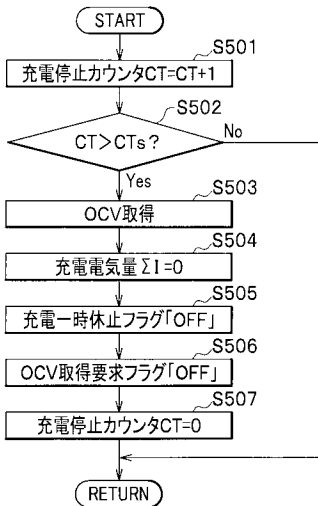 START
S501
充電停止カウンタCT=CT+1
S502
CT>CTs?
No
Yes
S503
OCV取得
S504
充電電気量ΣI=0
S505
充電一時休止フラグ「OFF」
S506
OCV取得要求フラグ「OFF」
S507
充電停止カウンタCT=0
RETURN